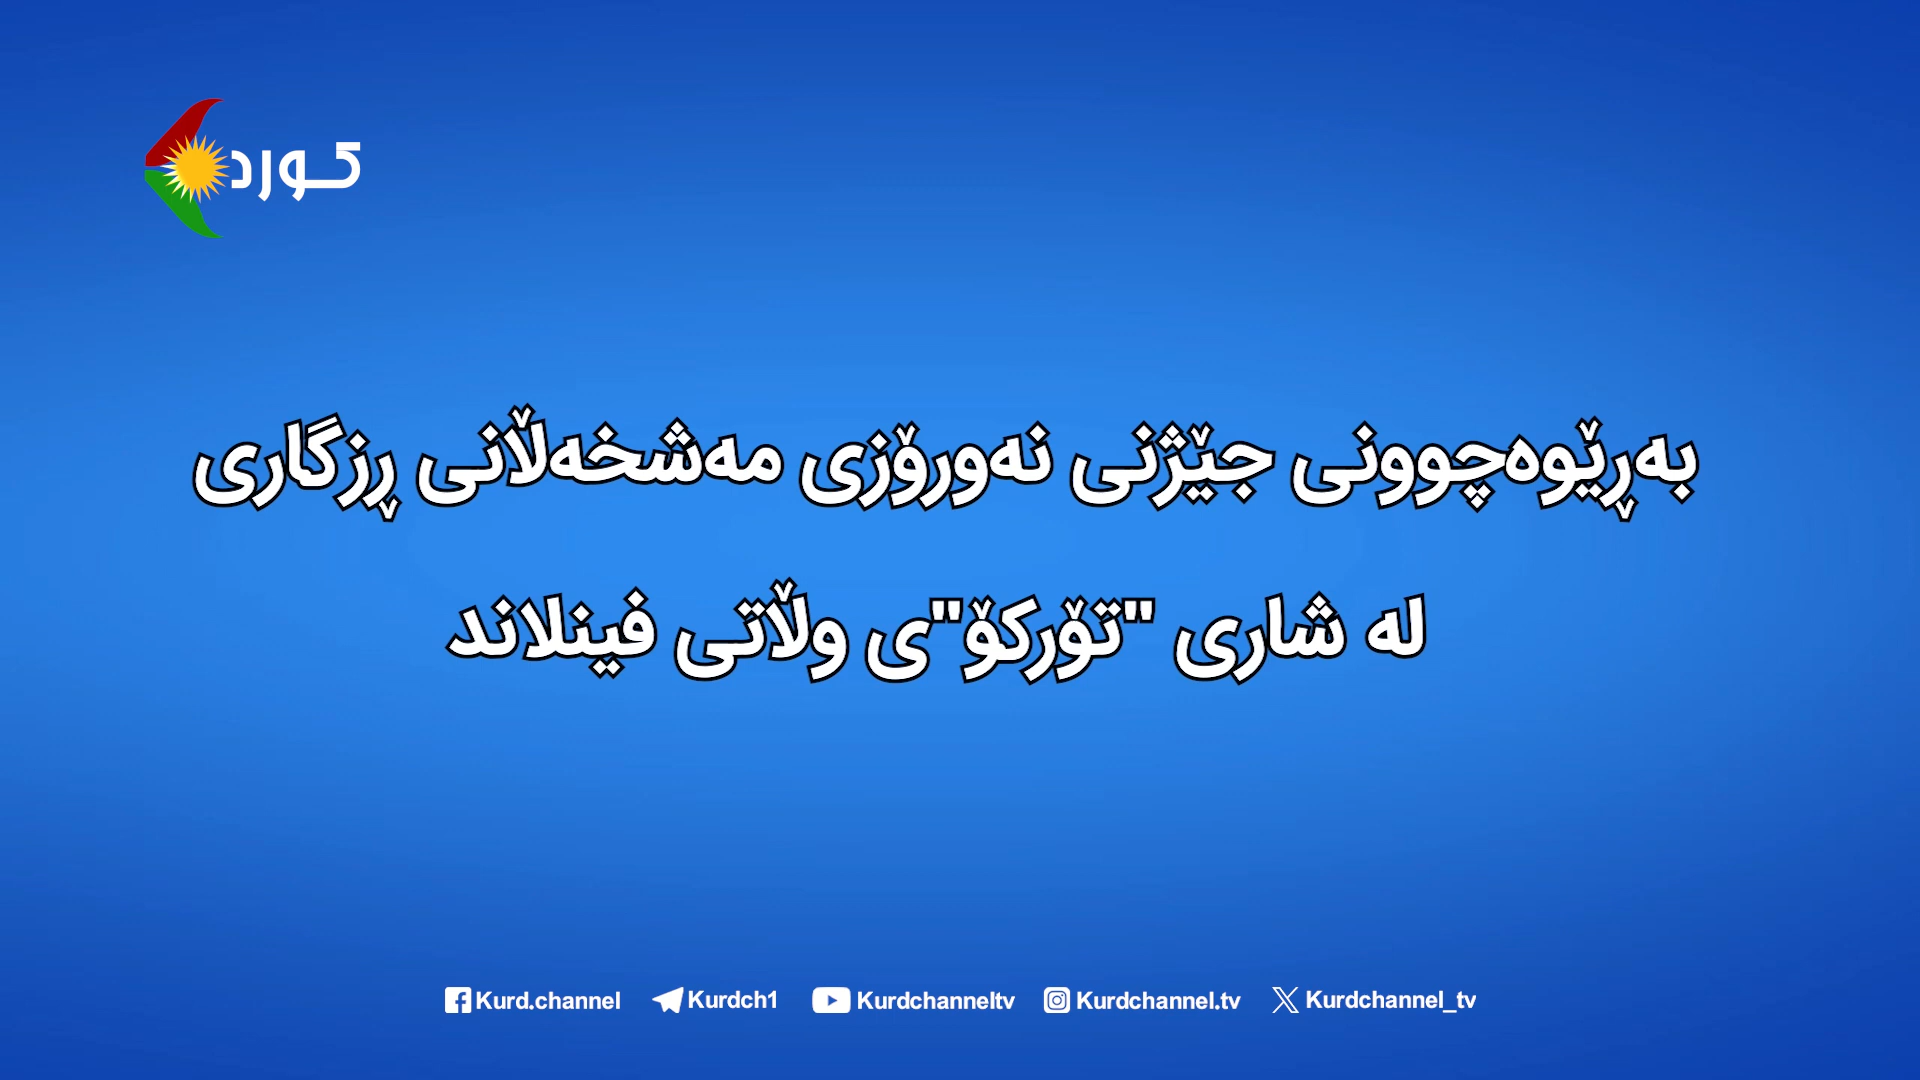 کورد
بەڕێوەچوونی جێژنی نەورۆزی مەشخەڵانی ڕزگاری
لە شاری "تۆرکۆ"ی وڵاتی فینلاند
Kurd.channel Kurdch1 Kurdchanneltv Kurdchannel.tv Kurdchannel_tv